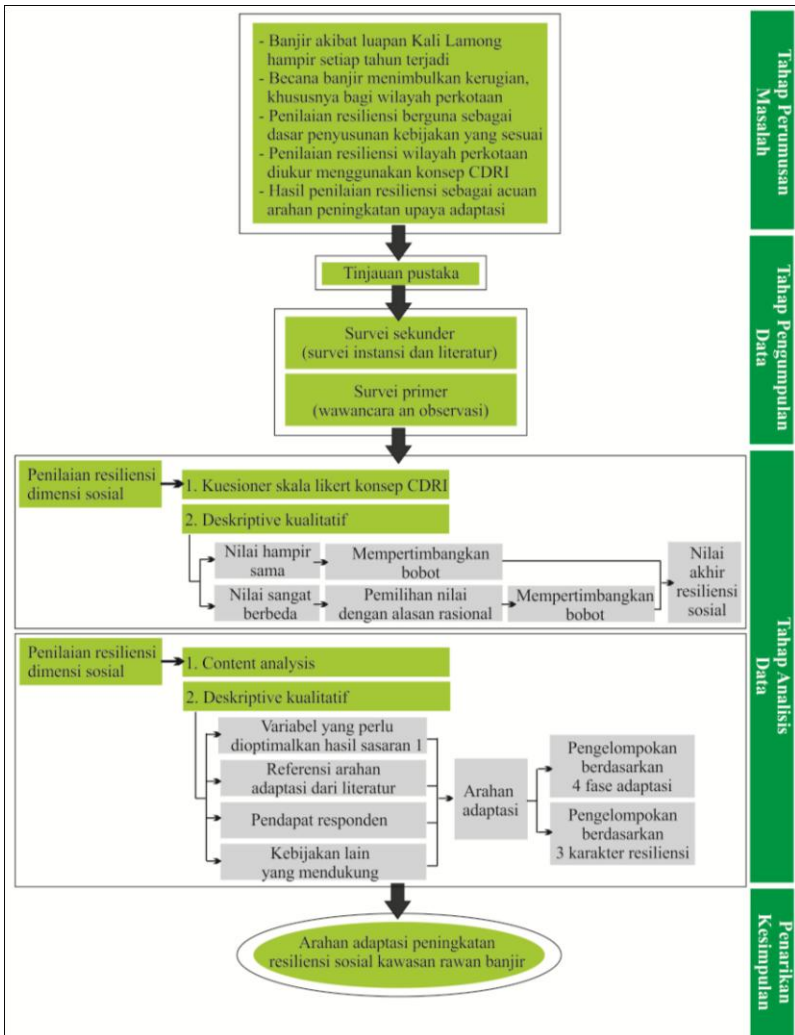 - Banjir akibat luapan Kali Lamong
hampir setiap tahun terjadi
- Becana banjir menimbulkan kerugian,
khususnya bagi wilayah perkotaan
- Penilaian resiliensi berguna sebagai
dasar penyusunan kebijakan yang sesuai
- Penilaian resiliensi wilayah perkotaan
diukur menggunakan konsep CDRI
- Hasil penilaian resiliensi sebagai acuan
arahan peningkatan upaya adaptasi
Tahap Perumusan
Masalah
Tinjauan pustaka
Survei sekunder
(survei instansi dan literatur)
Survei primer
(wawancara an observasi)
Tahap Pengumpulan
Data
Penilaian resiliensi
dimensi sosial
1. Kuesioner skala likert konsep CDRI
2. Deskriptive kualitatif
Nilai hampir
sama
Mempertimbangkan
bobot
Nilai sangat
berbeda
Pemilihan nilai
dengan alasan rasional
Mempertimbangkan
bobot
Nilai
akhir
resiliensi
sosial
Penilaian resiliensi
dimensi sosial
1. Content analysis
2. Deskriptive kualitatif
Variabel yang perlu
dioptimalkan hasil sasaran 1
Referensi arahan
adaptasi dari literatur
Pendapat responden
Kebijakan lain
yang mendukung
Arahan
adaptasi
Pengelompokan
berdasarkan
4 fase adaptasi
Pengelompokan
berdasarkan
3 karakter resiliensi
Tahap Analisis
Data
Arahan adaptasi peningkatan
resiliensi sosial kawasan rawan banjir
Penarikan
Kesimpulan